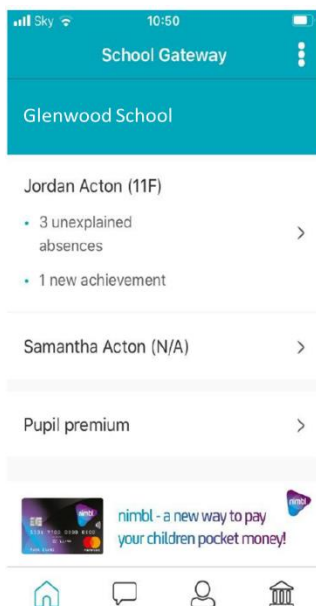 Sky 10:50
School Gateway
Glenwood School
Jordan Acton (11F)
• 3 unexplained
absences
• 1 new achievement
Samantha Acton (N/A)
Pupil premium
nimbl - a new way to pay
your children pocket money!
nimbl